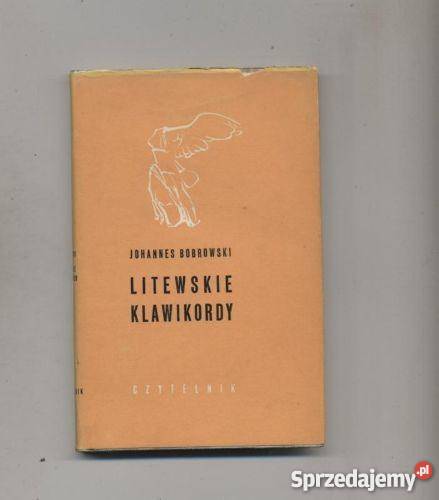 JOHANNES BOBROWSKI
LITEWSKIE
KLAWIKORDY
CZYTELNIK
Sprzedajemy.pl